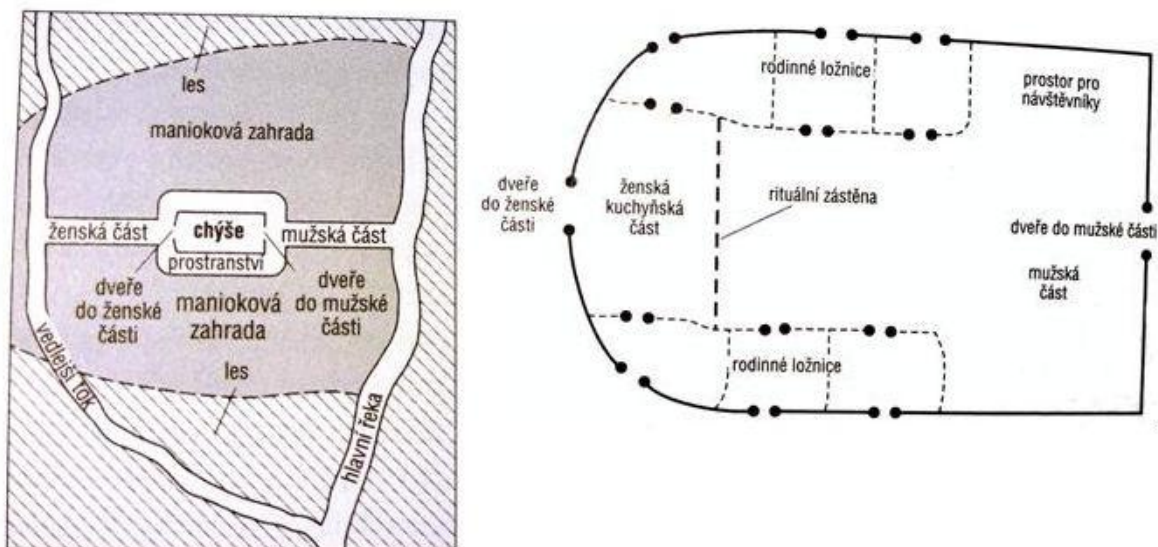 les
manioková zahrada
ženská část
chýše
mužská část
prostranství
dveře
do ženské
části
manioková
zahrada
dveře
do mužské
části
les
vedlejší tok
hlavní řeka
rodinné ložnice
prostor pro
návštěvníky
dveře
do ženské
části
ženská
kuchyňská
část
rituální zástěna
dveře do mužské části
mužská
část
rodinné ložnice